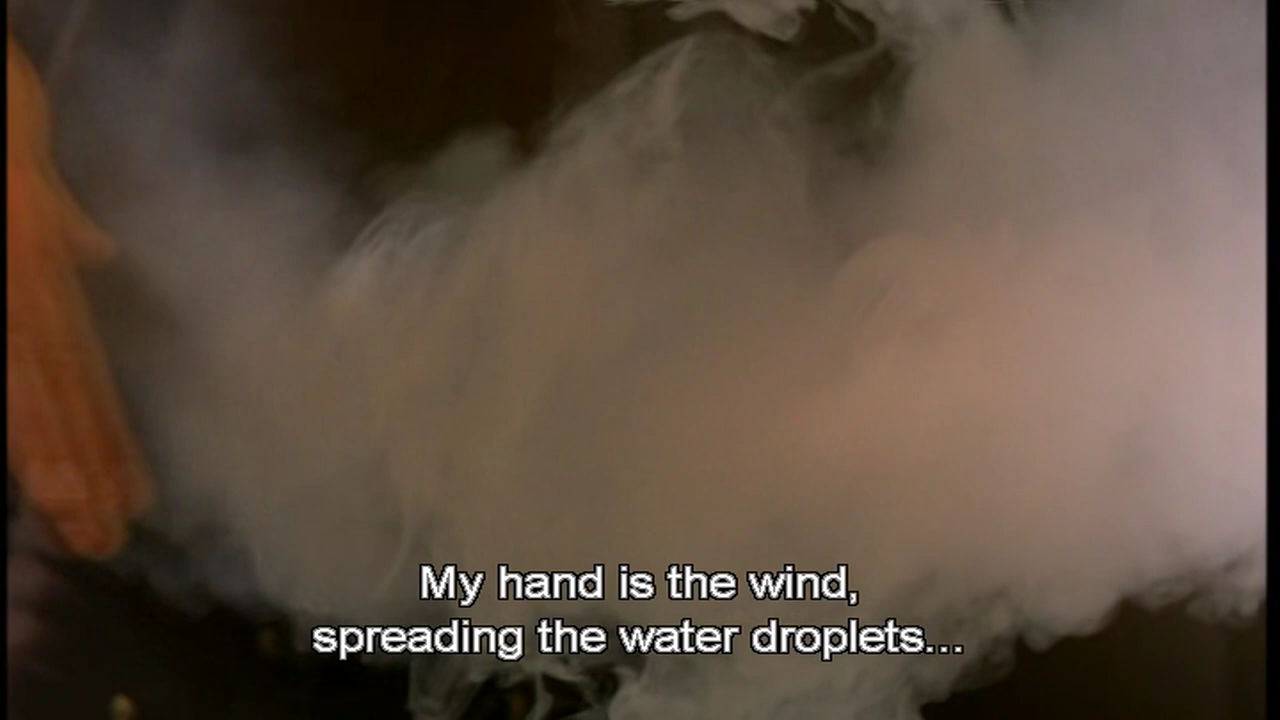 My hand is the wind,
spreading the water droplets...